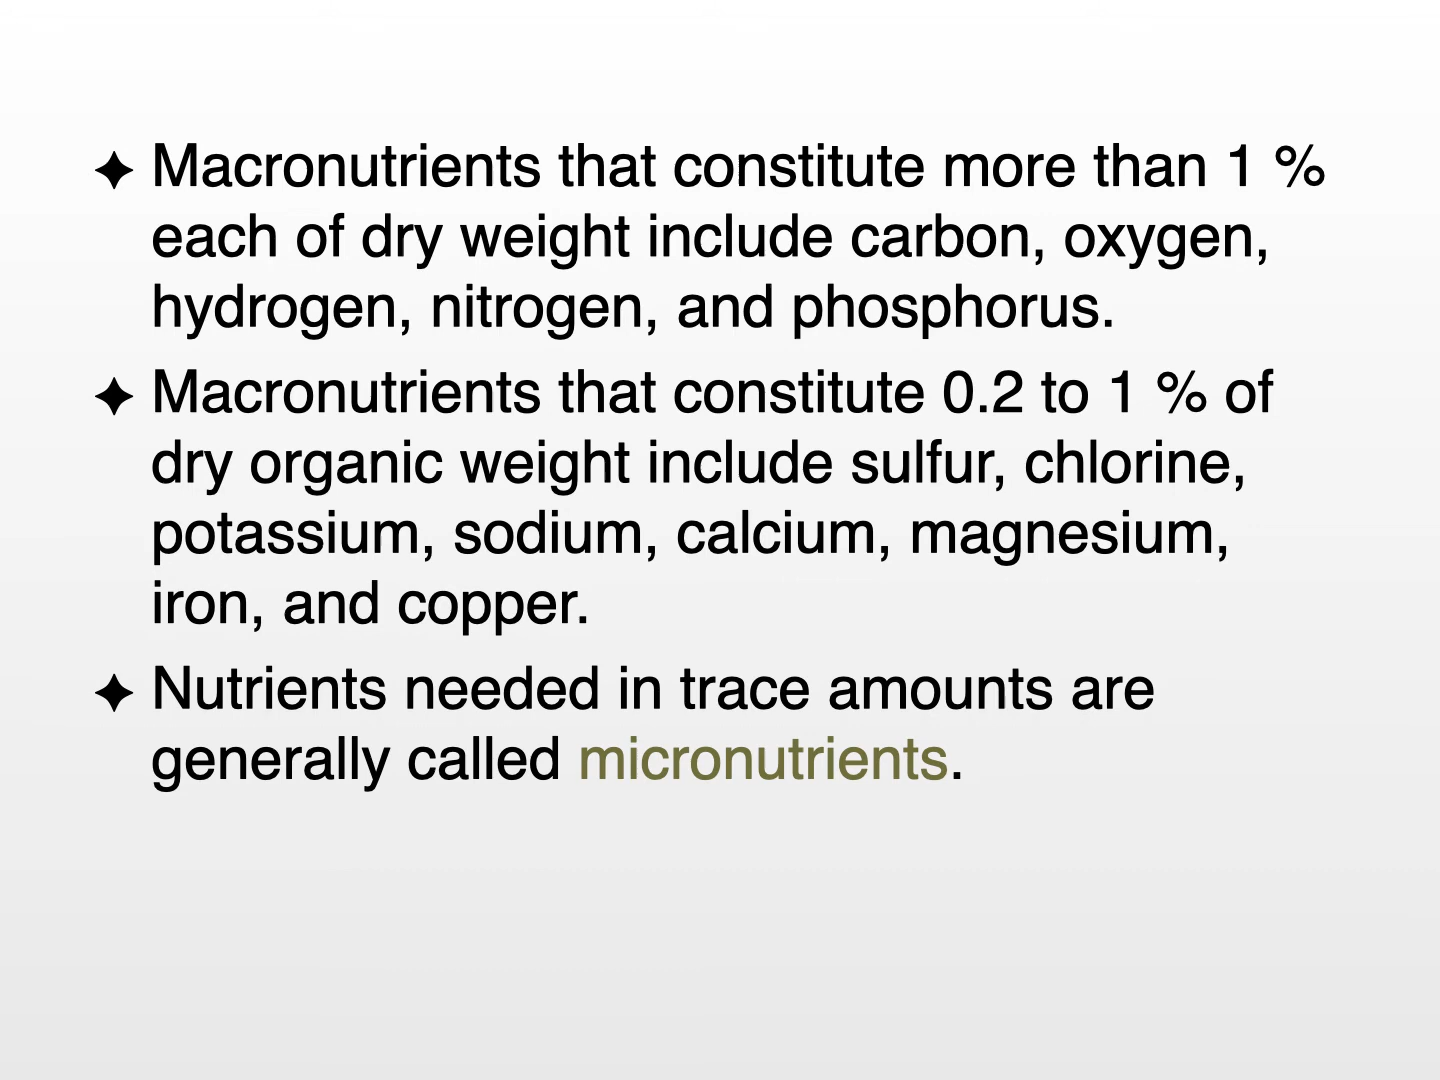 ✦ Macronutrients that constitute more than 1 %
each of dry weight include carbon, oxygen,
hydrogen, nitrogen, and phosphorus.
✦ Macronutrients that constitute 0.2 to 1 % of
dry organic weight include sulfur, chlorine,
potassium, sodium, calcium, magnesium,
iron, and copper.
✦ Nutrients needed in trace amounts are
generally called micronutrients.